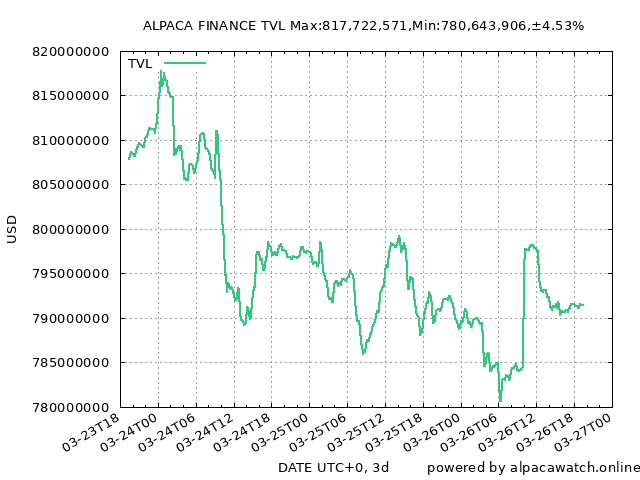 ALPACA FINANCE TVL Max:817,722,571,Min:780,643,906,±4.53%
820000000
TVL
815000000
810000000
805000000
800000000
USD
795000000
790000000
785000000
780000000
03-23T18
03-24T00
03-24T06
03-24T12
03-24T18
03-25T00
03-25T06
03-25T12
03-25T18
03-26T00
03-26T06
03-26T12
03-26T18
03-27T00
DATE UTC+0, 3d
powered by alpacawatch.online